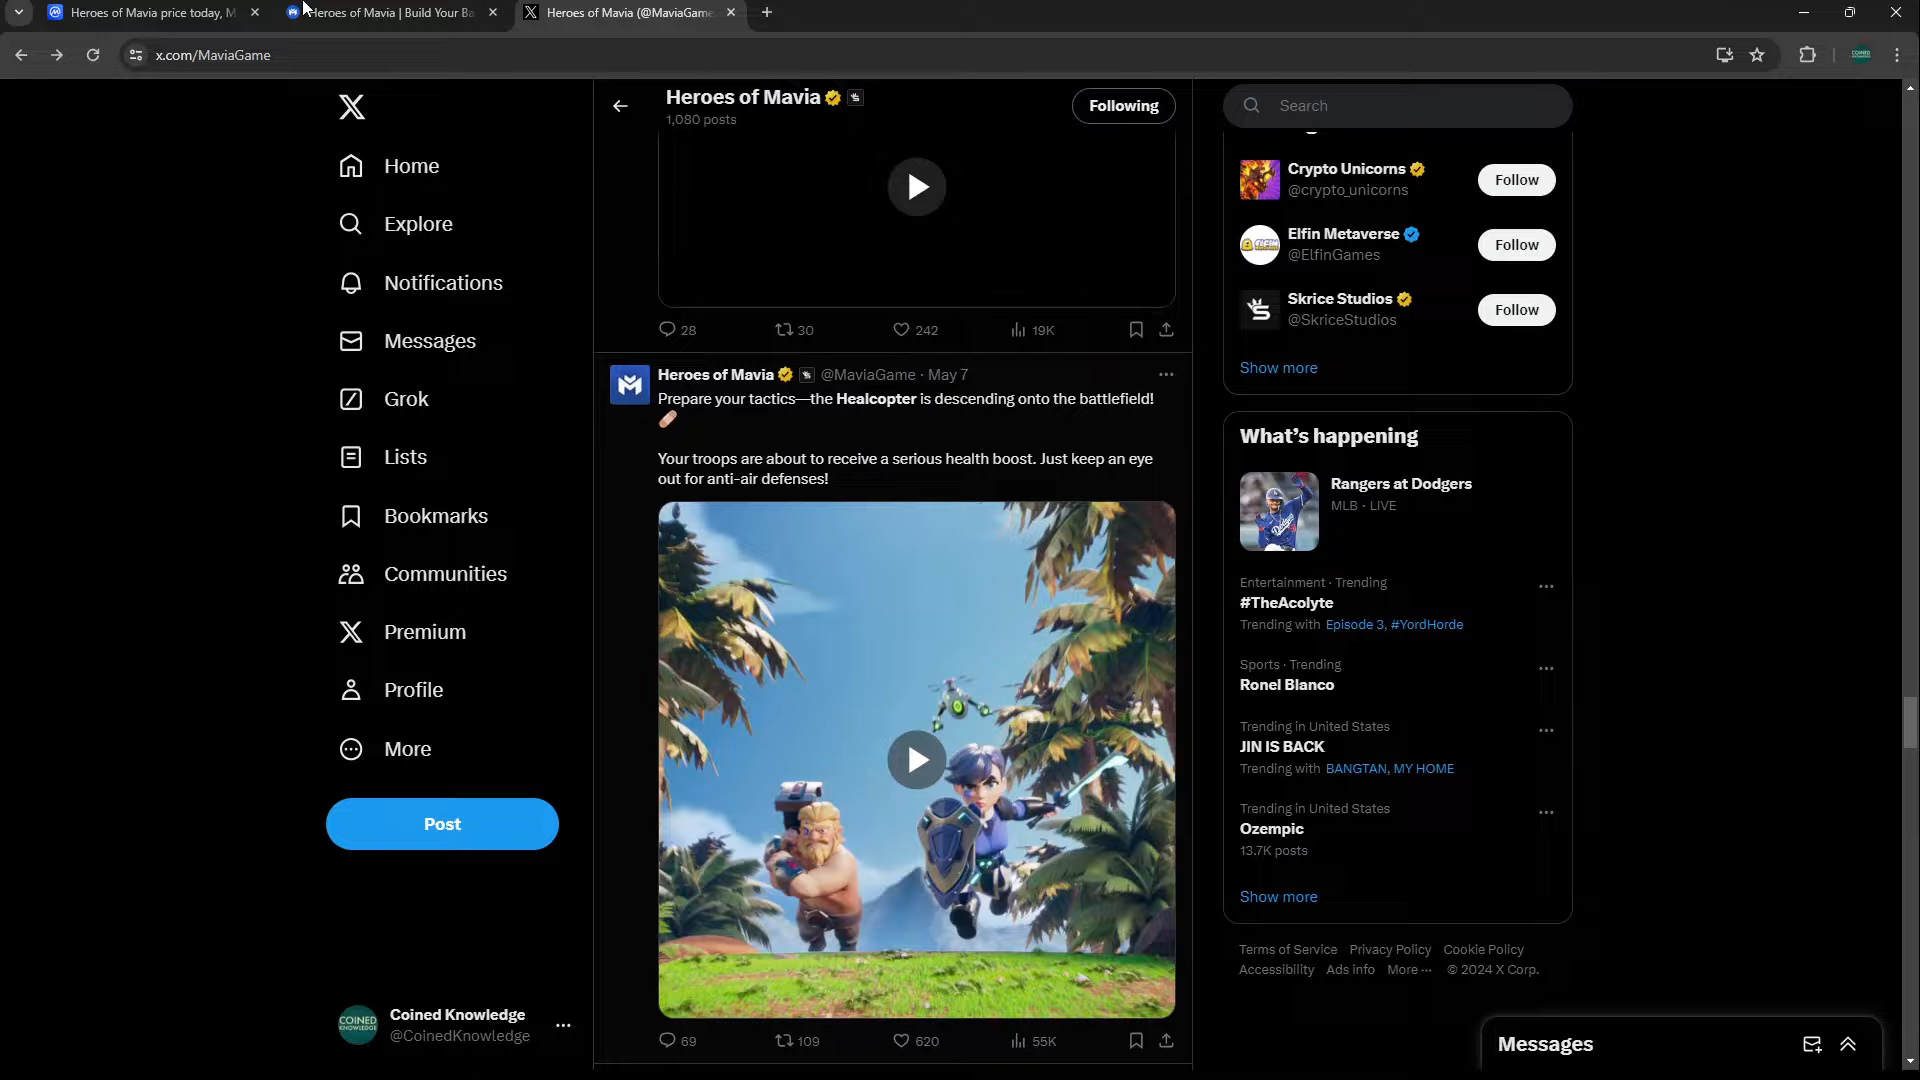 Heroes of Mavia price today, M
Heroes of Mavia | Build Your Ba
Heroes of Mavia (@MaviaGame
x.com/MaviaGame
Home
Explore
Notifications
Messages
Grok
Lists
Bookmarks
Communities
Premium
Profile
More
Post
Coined Knowledge
@CoinedKnowledge
Heroes of Mavia
1,080 posts
Following
28
30
242
19K
Heroes of Mavia @MaviaGame · May 7
Prepare your tactics—the Healcopter is descending onto the battlefield!
Your troops are about to receive a serious health boost. Just keep an eye
out for anti-air defenses!
69
109
620
55K
Search
Crypto Unicorns
@crypto_unicorns
Follow
Elfin Metaverse
@ElfinGames
Follow
Skrice Studios
@SkriceStudios
Follow
Show more
What's happening
Rangers at Dodgers
MLB · LIVE
Entertainment · Trending
#TheAcolyte
Trending with Episode 3, #YordHorde
Sports · Trending
Ronel Blanco
Trending in United States
JIN IS BACK
Trending with BANGTAN, MY HOME
Trending in United States
Ozempic
13.7K posts
Show more
Terms of Service Privacy Policy Cookie Policy
Accessibility Ads info More ··· © 2024 X Corp.
Messages